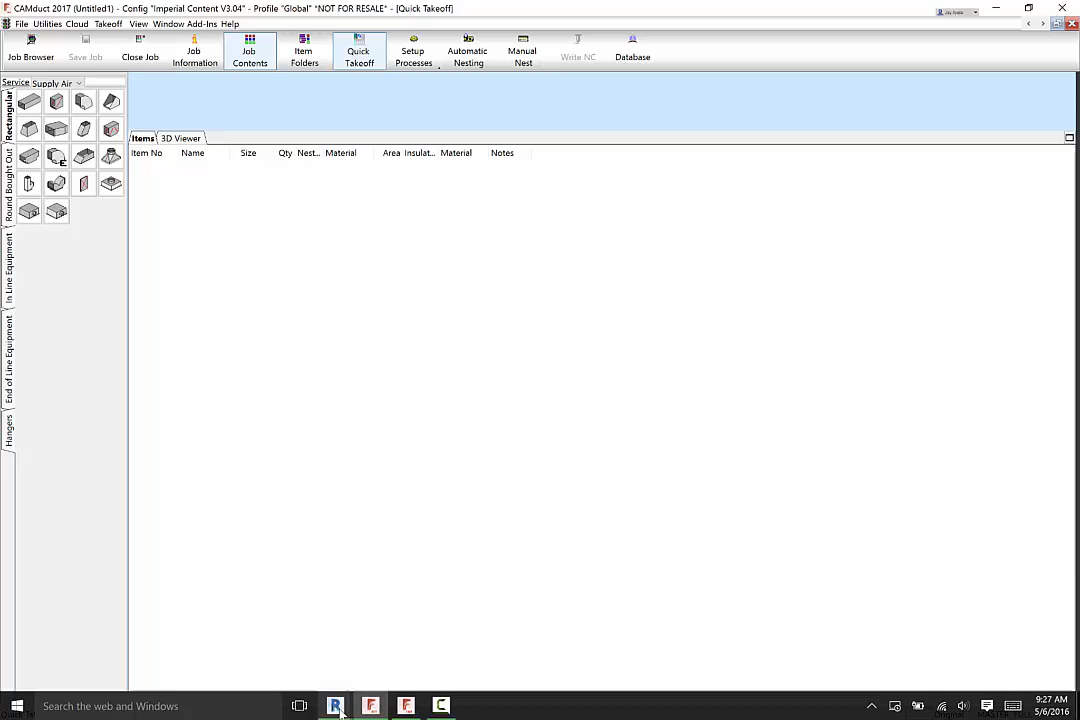 CAMduct 2017 (Untitled1) - Config "Imperial Content V3.04" - Profile "Global" *NOT FOR RESALE* - [Quick Takeoff]
File Utilities Cloud Takeoff View Window Add-Ins Help
Job Browser
Save Job
Close Job
Job Information
Job Contents
Item Folders
Quick Takeoff
Setup Processes
Automatic Nesting
Manual Nest
Write NC
Database
Service Supply Air
Rectangular
Round Bought Out
In Line Equipment
End of Line Equipment
Hangers
Items 3D Viewer
Item No Name Size Qty Nest... Material Area Insulat... Material Notes
Search the web and Windows
9:27 AM
5/6/2016